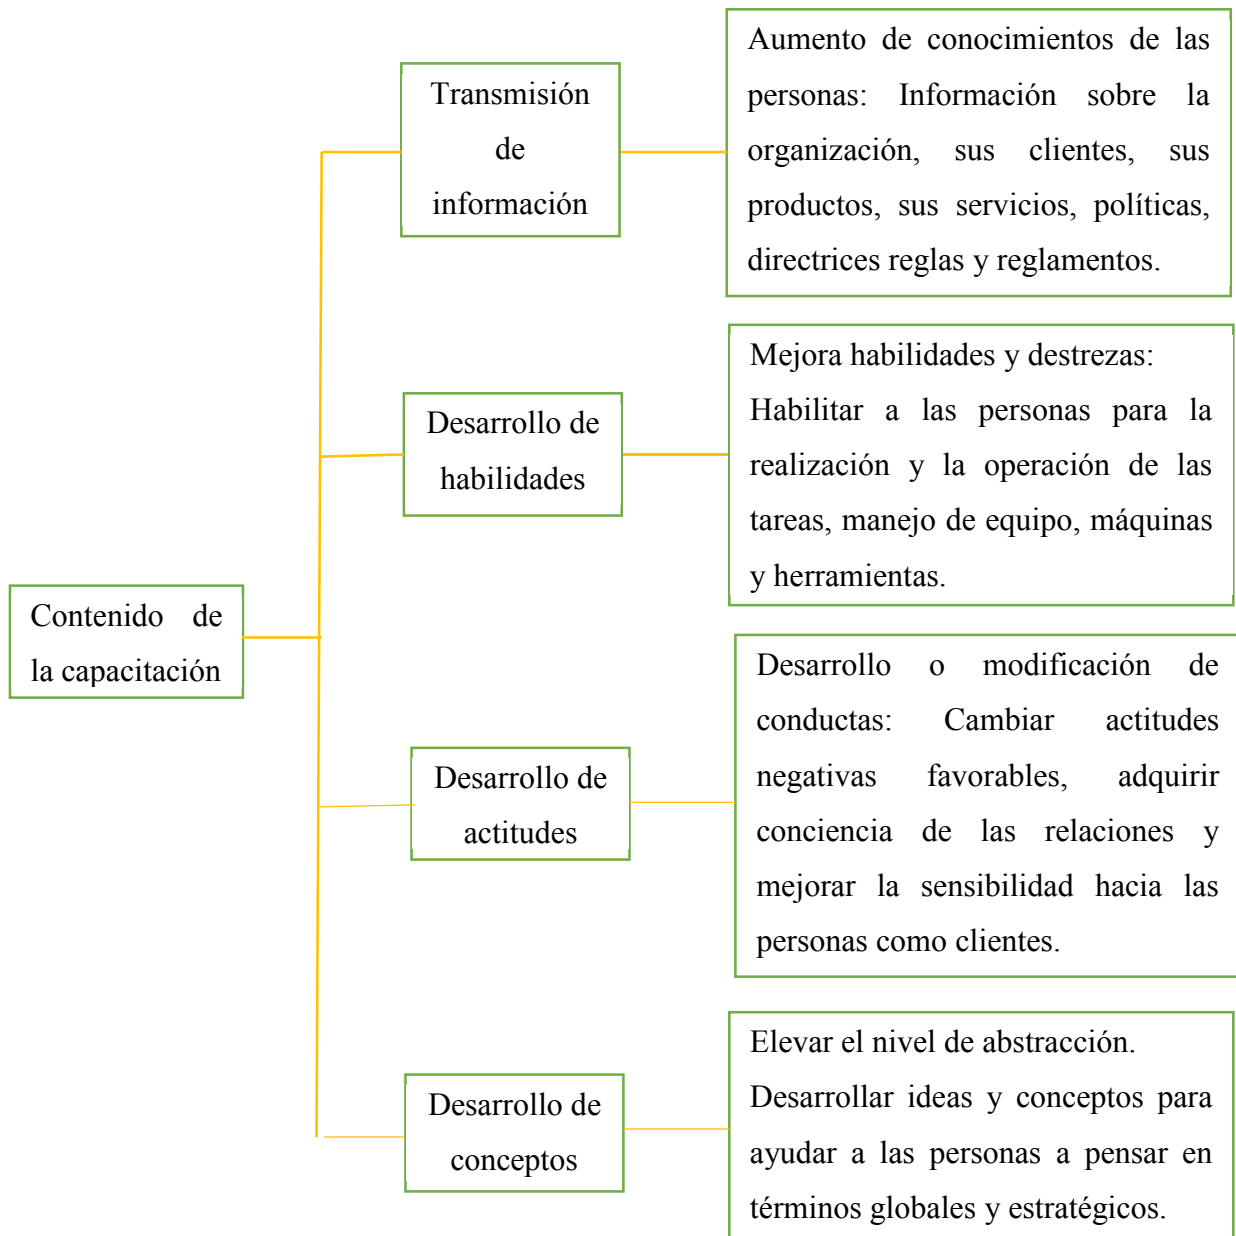 Contenido de
la capacitación
Transmisión
de
información
Aumento de conocimientos de las
personas: Información sobre la
organización, sus clientes, sus
productos, sus servicios, políticas,
directrices reglas y reglamentos.
Desarrollo de
habilidades
Mejora habilidades y destrezas:
Habilitar a las personas para la
realización y la operación de las
tareas, manejo de equipo, máquinas
y herramientas.
Desarrollo de
actitudes
Desarrollo o modificación de
conductas: Cambiar actitudes
negativas favorables, adquirir
conciencia de las relaciones y
mejorar la sensibilidad hacia las
personas como clientes.
Desarrollo de
conceptos
Elevar el nivel de abstracción.
Desarrollar ideas y conceptos para
ayudar a las personas a pensar en
términos globales y estratégicos.